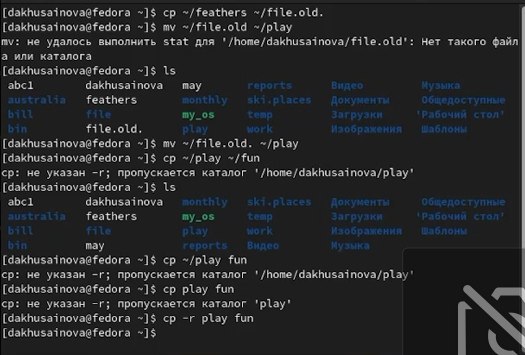 [dakhusainova@fedora ~]$ cp ~/feathers ~/file.old.
[dakhusainova@fedora ~]$ mv ~/file.old ~/play
mv: не удалось выполнить stat для '/home/dakhusainova/file.old': Нет такого файл
а или каталога
[dakhusainova@fedora ~]$ ls
abc1 dakhusainova may reports Видео Музыка
australia feathers monthly ski.places Документы Общедоступные
bill file my_os temp Загрузки 'Рабочий стол'
bin file.old. play work Изображения Шаблоны
[dakhusainova@fedora ~]$ mv ~/file.old. ~/play
[dakhusainova@fedora ~]$ cp ~/play ~/fun
cp: не указан -r; пропускается каталог '/home/dakhusainova/play'
[dakhusainova@fedora ~]$ ls
abc1 dakhusainova monthly ski.places Документы Общедоступные
australia feathers my_os temp Загрузки 'Рабочий стол'
bill file play work Изображения Шаблоны
bin may reports Видео Музыка
[dakhusainova@fedora ~]$ cp ~/play fun
cp: не указан -r; пропускается каталог '/home/dakhusainova/play'
[dakhusainova@fedora ~]$ cp play fun
cp: не указан -r; пропускается каталог 'play'
[dakhusainova@fedora ~]$ cp -r play fun
[dakhusainova@fedora ~]$